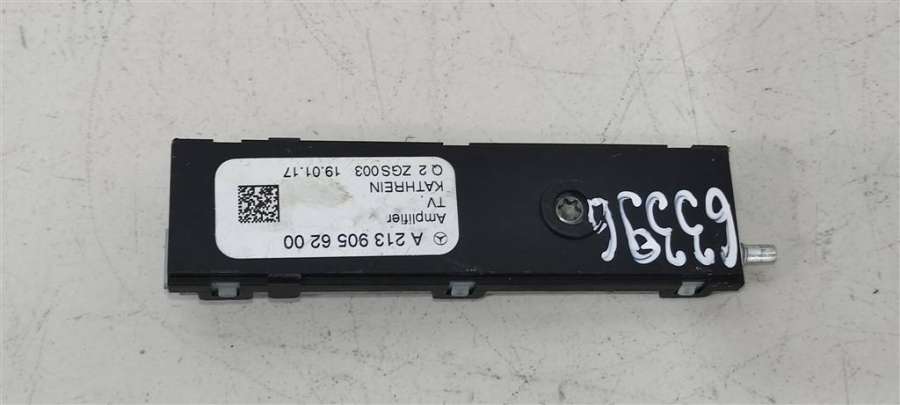 A 213 905 62 00
Amplifier
TV.
KATHREIN
Q 2 ZGS003 19.01.17